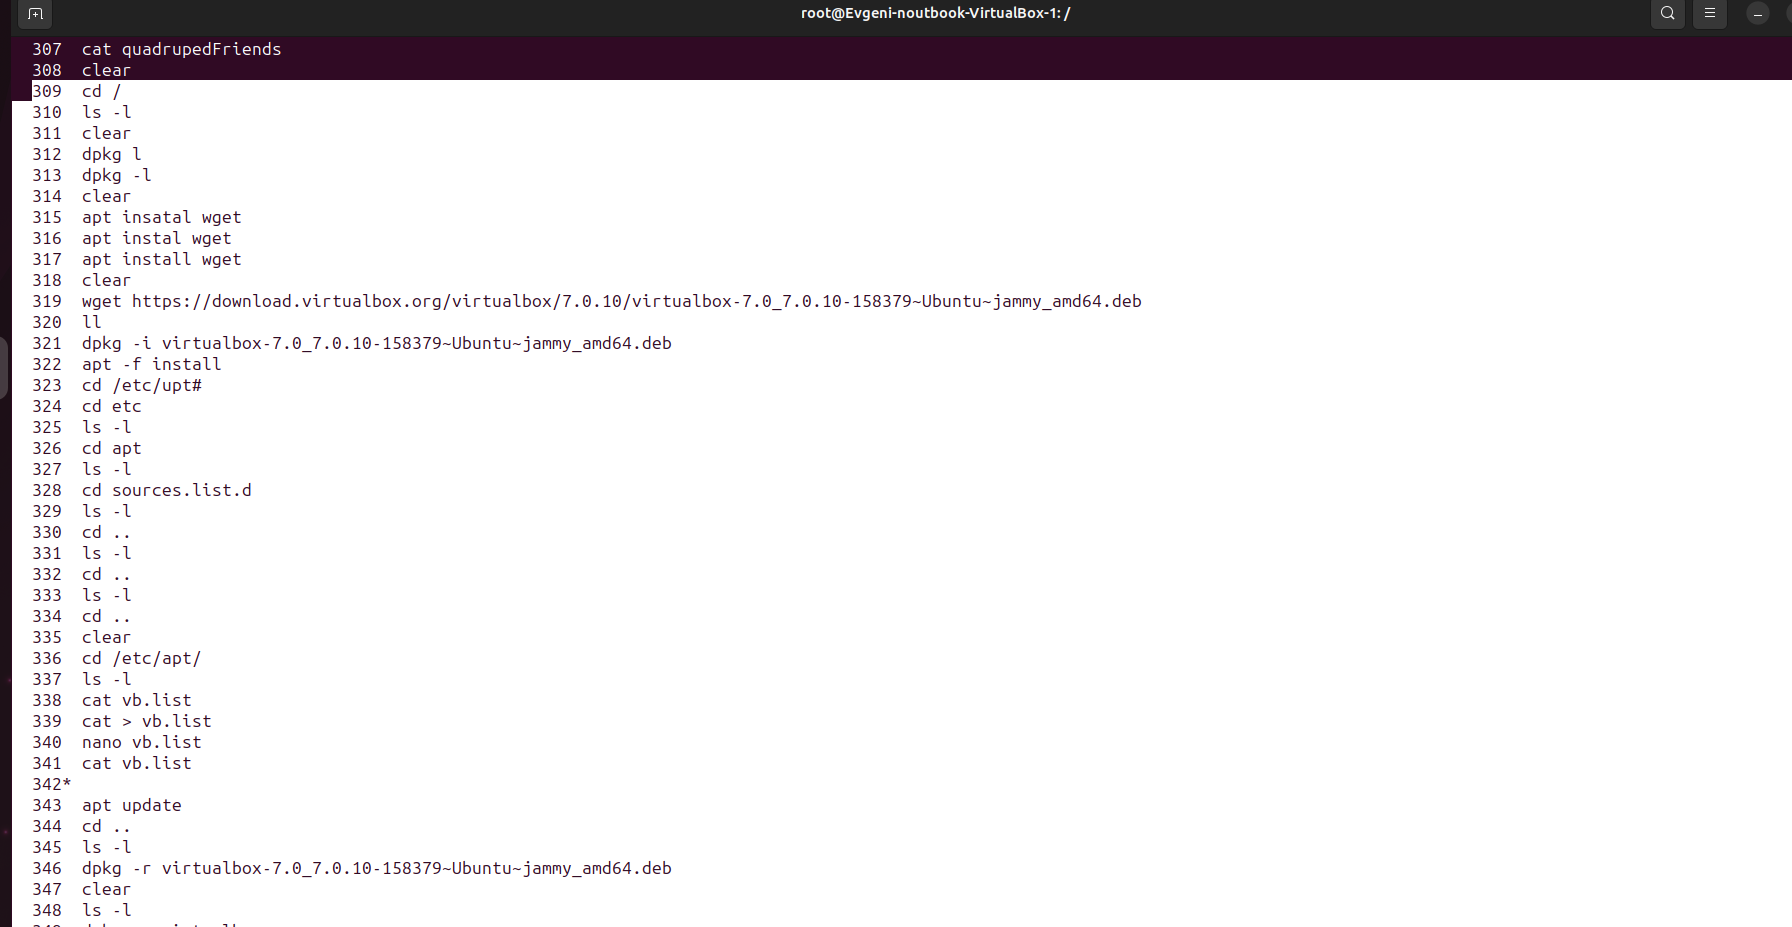 root@Evgeni-noutbook-VirtualBox-1: /
307 cat quadrupedFriends
308 clear
309 cd /
310 ls -l
311 clear
312 dpkg l
313 dpkg -l
314 clear
315 apt insatal wget
316 apt instal wget
317 apt install wget
318 clear
319 wget https://download.virtualbox.org/virtualbox/7.0.10/virtualbox-7.0_7.0.10-158379~Ubuntu~jammy_amd64.deb
320 ll
321 dpkg -i virtualbox-7.0_7.0.10-158379~Ubuntu~jammy_amd64.deb
322 apt -f install
323 cd /etc/upt#
324 cd etc
325 ls -l
326 cd apt
327 ls -l
328 cd sources.list.d
329 ls -l
330 cd ..
331 ls -l
332 cd ..
333 ls -l
334 cd ..
335 clear
336 cd /etc/apt/
337 ls -l
338 cat vb.list
339 cat > vb.list
340 nano vb.list
341 cat vb.list
342*
343 apt update
344 cd ..
345 ls -l
346 dpkg -r virtualbox-7.0_7.0.10-158379~Ubuntu~jammy_amd64.deb
347 clear
348 ls -l